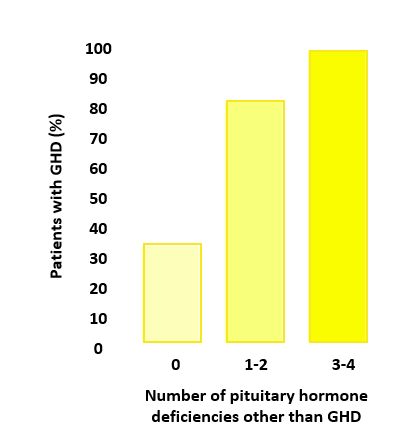 100
90
80
70
60
50
40
30
20
10
0
Patients with GHD (%)
0 1-2 3-4
Number of pituitary hormone
deficiencies other than GHD